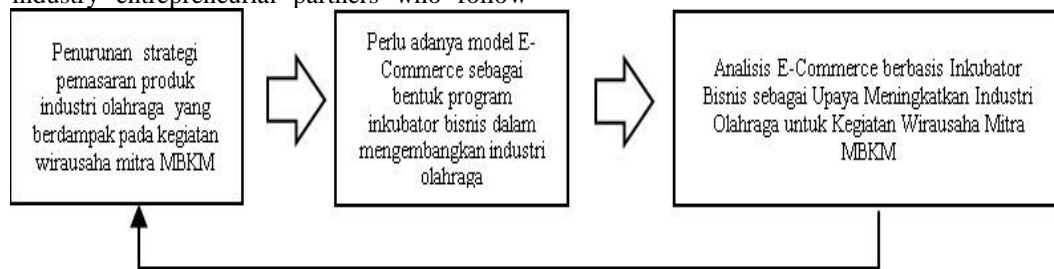 industry entrepreneurial partners who follow
Penurunan strategi
pemasaran produk
industri olahraga yang
berdampak pada kegiatan
wirausaha mitra MBKM
Perlu adanya model E-
Commerce sebagai
bentuk program
inkubator bisnis dalam
mengembangkan industri
olahraga
Analisis E-Commerce berbasis Inkubator
Bisnis sebagai Upaya Meningkatkan Industri
Olahraga untuk Kegiatan Wirausaha Mitra
MBKM